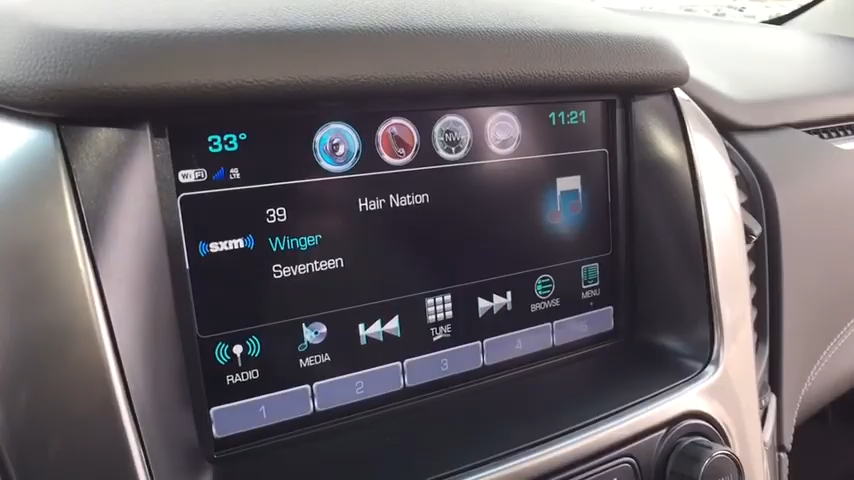 33°
NW
11:21
Wi Fi
4G
LTE
39
Hair Nation
sxm
Winger
Seventeen
RADIO
MEDIA
TUNE
BROWSE
MENU
1
2
3
4